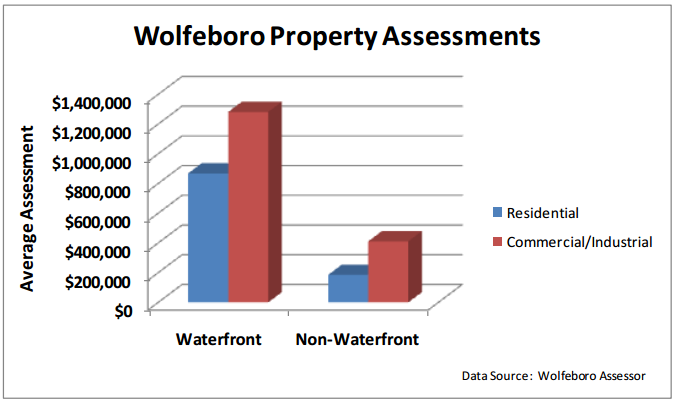 Wolfeboro Property Assessments
Average Assessment
$1,400,000
$1,200,000
$1,000,000
$800,000
$600,000
$400,000
$200,000
$0
Waterfront Non-Waterfront
Residential
Commercial/Industrial
Data Source: Wolfeboro Assessor